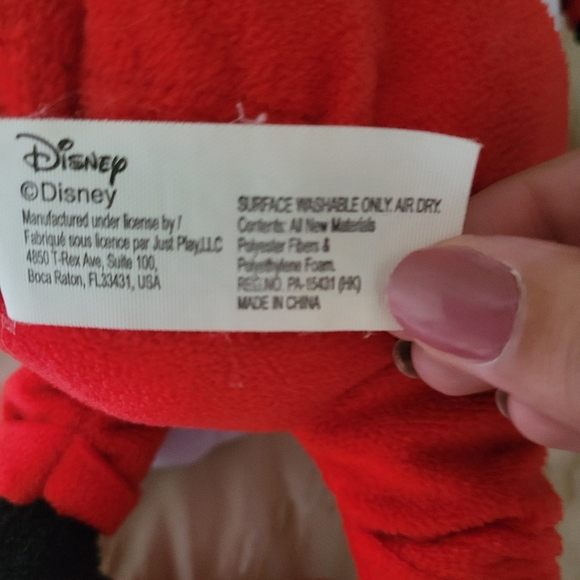 Disney
©Disney
Manufactured under license by /
Fabriqué sous licence par Just Play,LLC
4850 T-Rex Ave, Suite 100,
Boca Raton, FL33431, USA
SURFACE WASHABLE ONLY. AIR DRY.
Contents: All New Materials
Polyester Fibers &
Polyethylene Foam.
REG.NO. PA-15431 (HK)
MADE IN CHINA